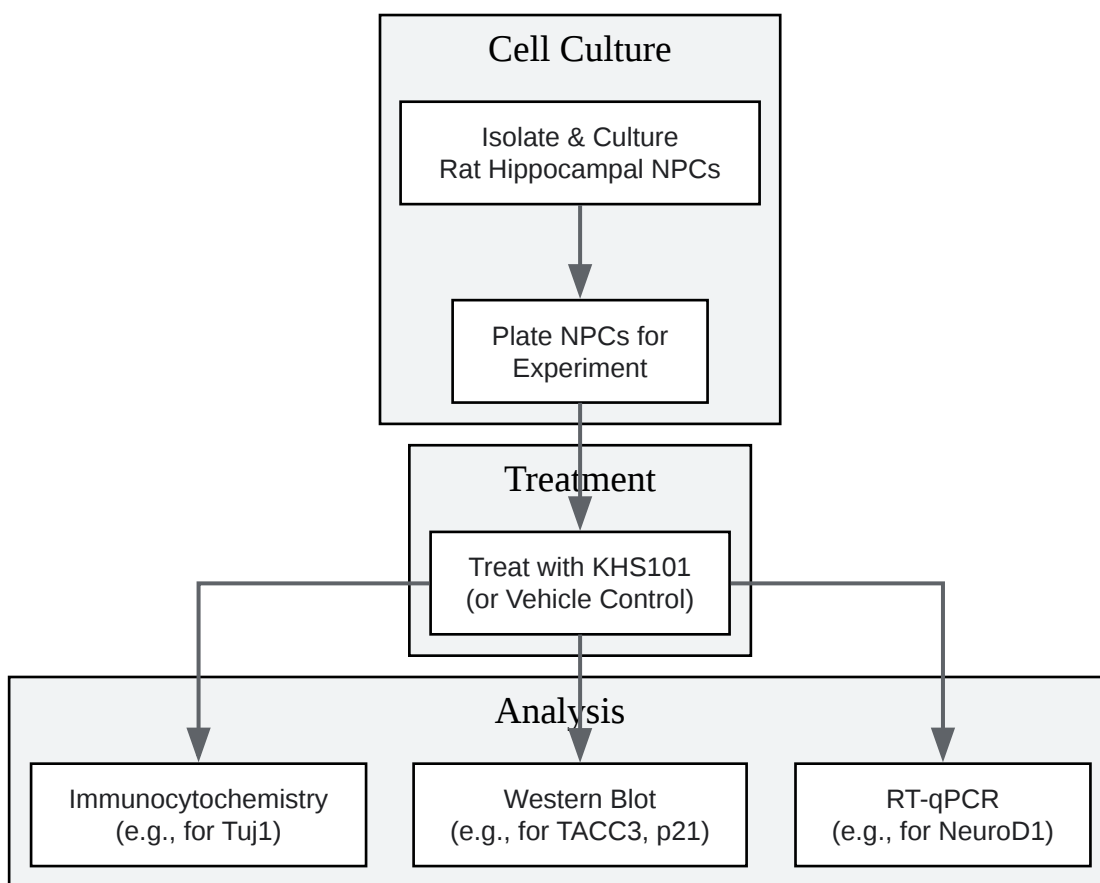 Cell Culture
Isolate & Culture
Rat Hippocampal NPCs
Plate NPCs for
Experiment
Treatment
Treat with KHS101
(or Vehicle Control)
Analysis
Immunocytochemistry
(e.g., for Tuj1)
Western Blot
(e.g., for TACC3, p21)
RT-qPCR
(e.g., for NeuroD1)